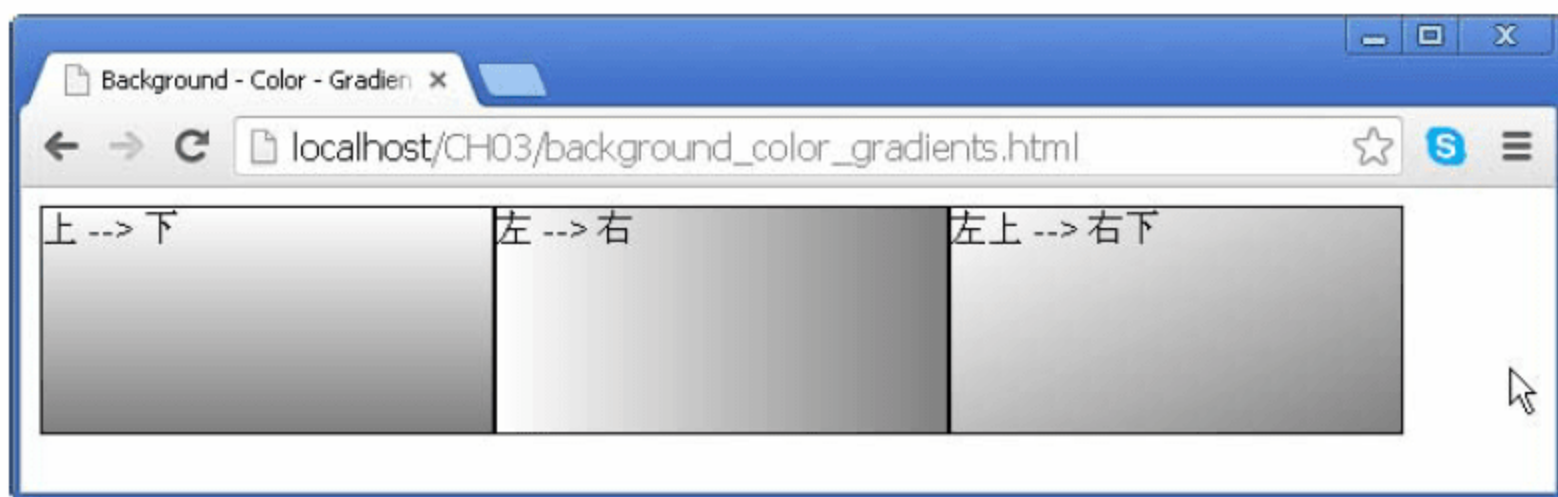 Background - Color - Gradien
localhost/CH03/background_color_gradients.html
上 --> 下
左 --> 右
左上 --> 右下